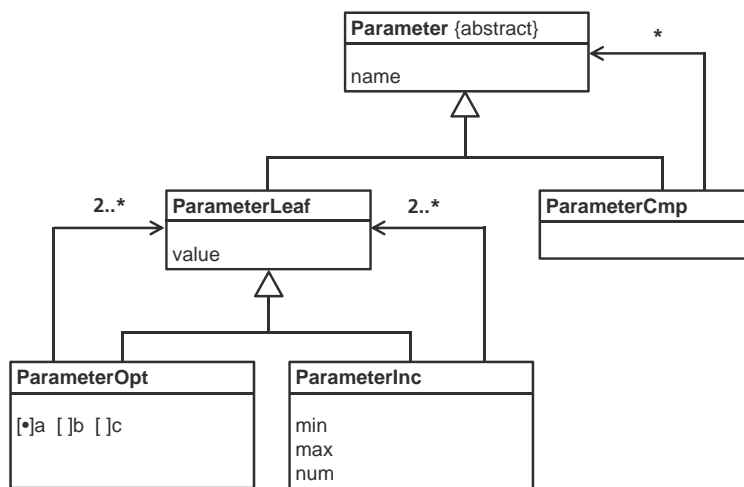 Parameter {abstract}
*
name
2..*
ParameterLeaf
2..*
ParameterCmp
value
ParameterOpt
ParameterInc
[•]a [ ]b [ ]c
min
max
num